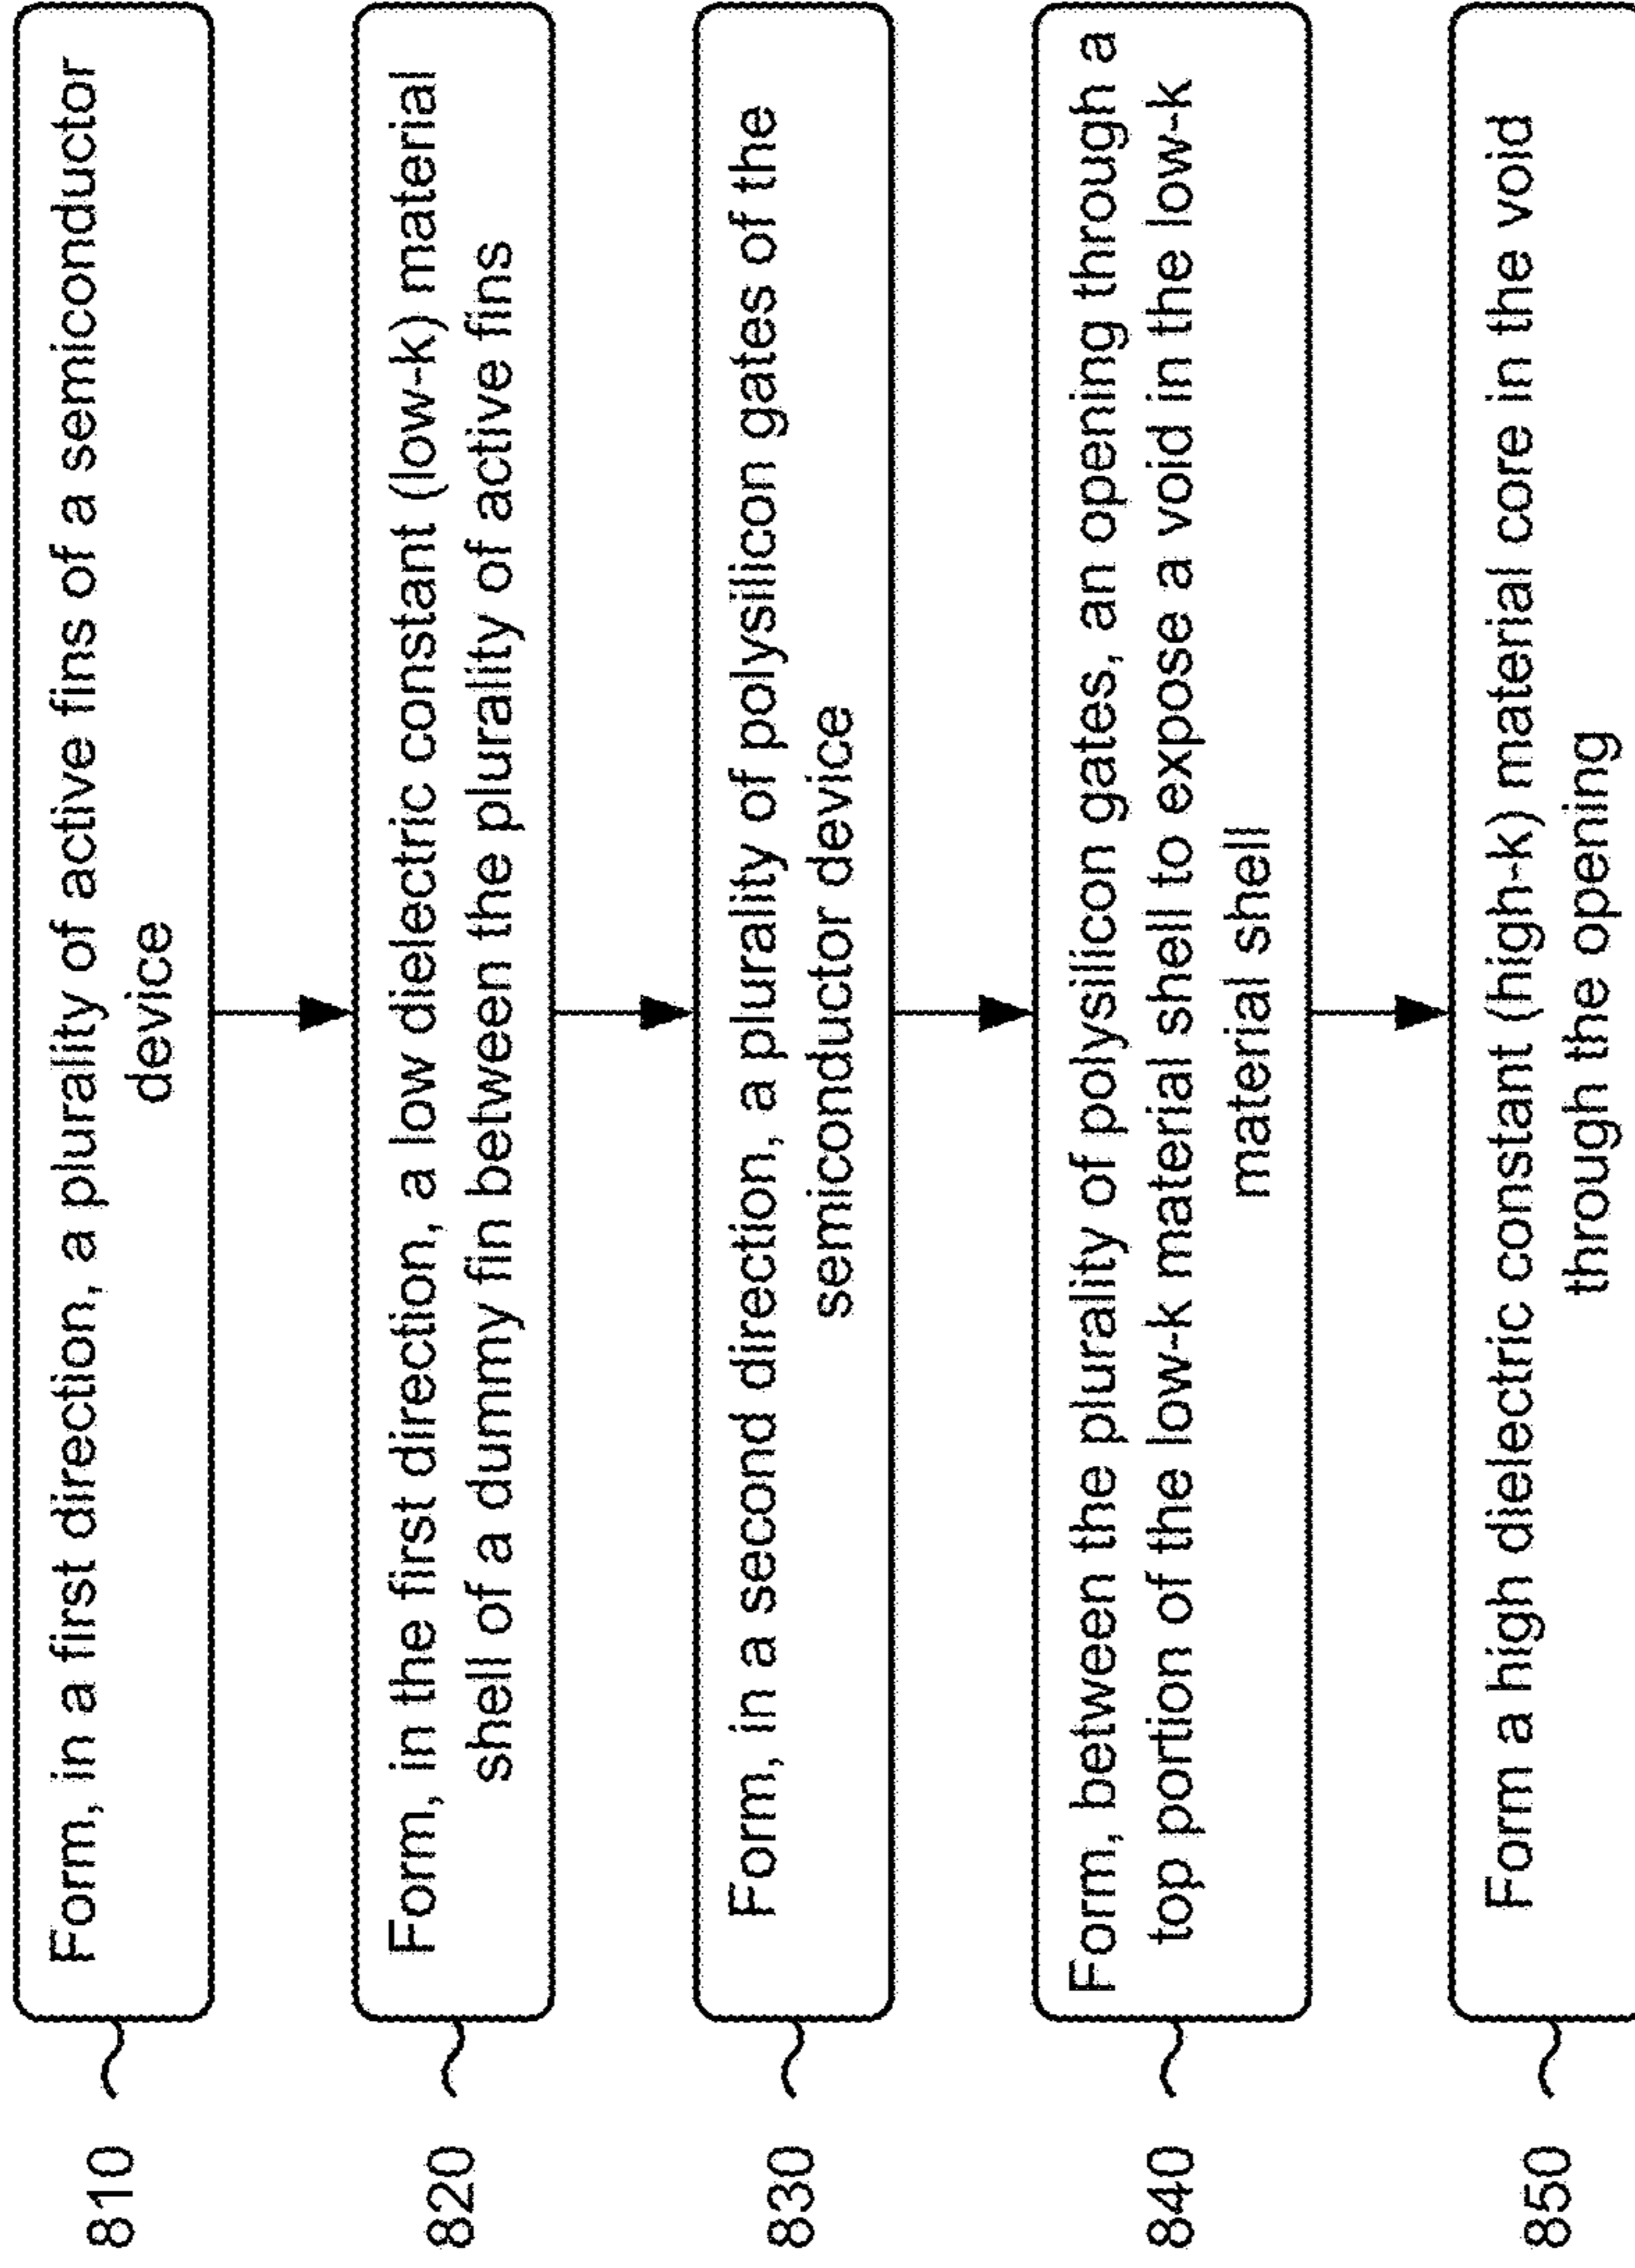 810
Form, in a first direction, a plurality of active fins of a semiconductor
device
820
Form, in the first direction, a low dielectric constant (low-k) material
shell of a dummy fin between the plurality of active fins
830
Form, in a second direction, a plurality of polysilicon gates of the
semiconductor device
840
Form, between the plurality of polysilicon gates, an opening through a
top portion of the low-k material shell to expose a void in the low-k
material shell
850
Form a high dielectric constant (high-k) material core in the void
through the opening